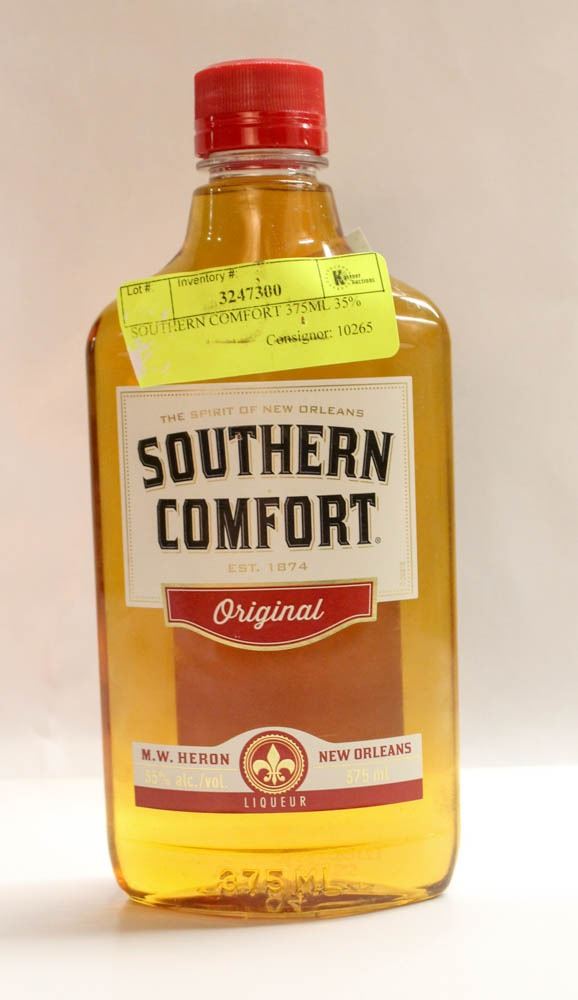 Lot #:
Inventory #:
3247300
SOUTHERN COMFORT 375ML 35%
Consignor: 10265
THE SPIRIT OF NEW ORLEANS
SOUTHERN
COMFORT®
EST. 1874
Original
M.W. HERON
NEW ORLEANS
35% alc./vol.
375 ml
LIQUEUR
375 ML